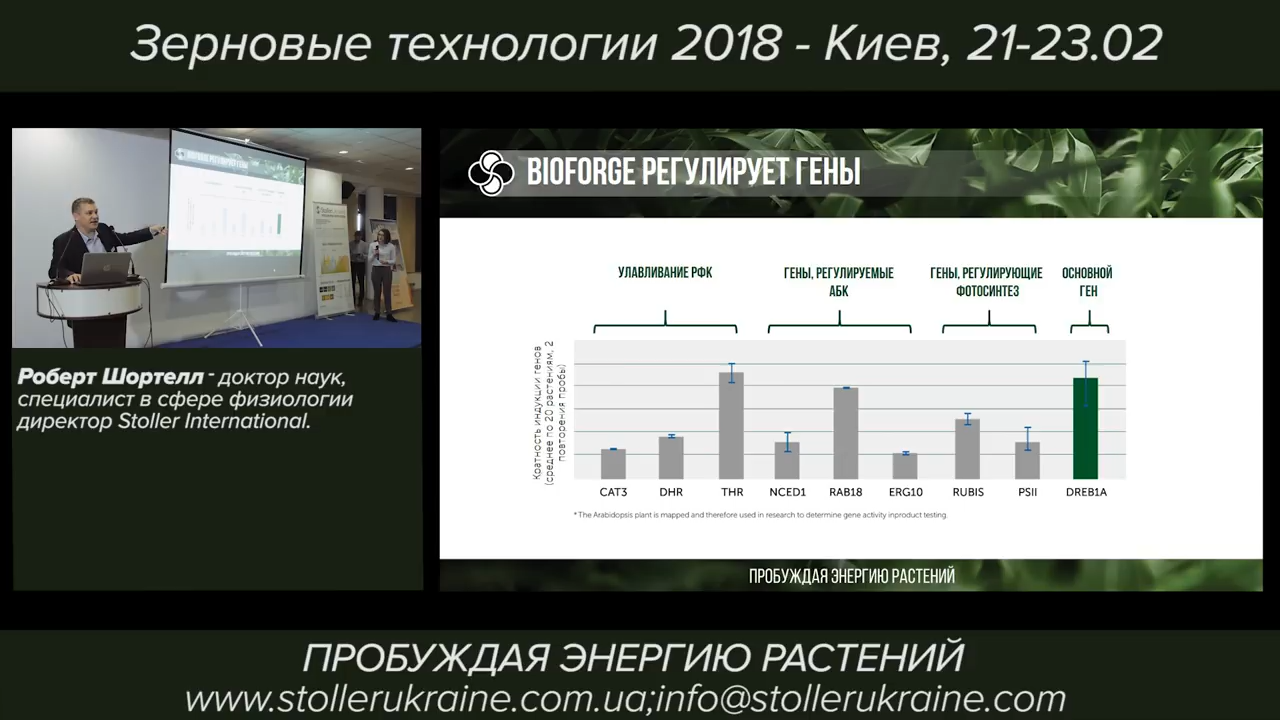 Зерновые технологии 2018 - Киев, 21-23.02
BIOFORGE РЕГУЛИРУЕТ ГЕНЫ
Роберт Шортелл - доктор наук,
специалист в сфере физиологии
директор Stoller International.
УЛАВЛИВАНИЕ РФК
ГЕНЫ, РЕГУЛИРУЕМЫЕ
АБК
ГЕНЫ, РЕГУЛИРУЮЩИЕ
ФОТОСИНТЕЗ
ОСНОВНОЙ
ГЕН
Кратность индукции генов
(среднее по 20 растениям, 2
повторения пробы)
CAT3 DHR THR NCED1 RAB18 ERG10 RUBIS PSII DREB1A
* The Arabidopsis plant is mapped and therefore used in research to determine gene activity inproduct testing.
ПРОБУЖДАЯ ЭНЕРГИЮ РАСТЕНИЙ
ПРОБУЖДАЯ ЭНЕРГИЮ РАСТЕНИЙ
www.stollerukraine.com.ua;info@stollerukraine.com